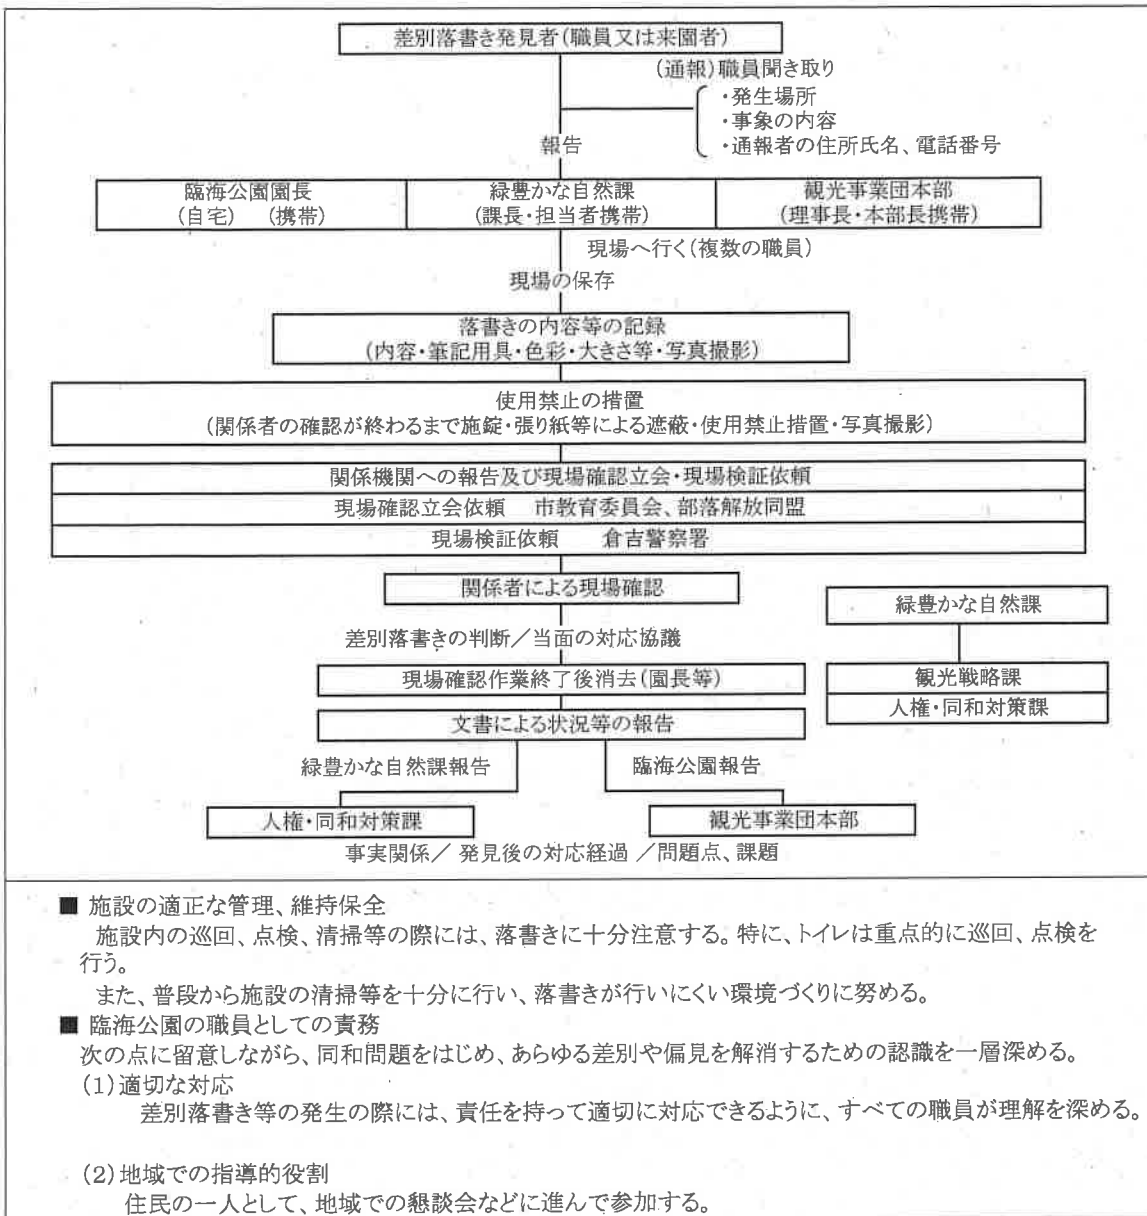 差別落書き発見者(職員又は来園者)
(通報)職員聞き取り
・発生場所
・事象の内容
・通報者の住所氏名、電話番号
報告
臨海公園園長
(自宅) (携帯)
緑豊かな自然課
(課長・担当者携帯)
観光事業団本部
(理事長・本部長携帯)
現場へ行く(複数の職員)
現場の保存
落書きの内容等の記録
(内容・筆記用具・色彩・大きさ等・写真撮影)
使用禁止の措置
(関係者の確認が終わるまで施錠・張り紙等による遮蔽・使用禁止措置・写真撮影)
関係機関への報告及び現場確認立会・現場検証依頼
現場確認立会依頼 市教育委員会、部落解放同盟
現場検証依頼 倉吉警察署
関係者による現場確認
差別落書きの判断/当面の対応協議
現場確認作業終了後消去(園長等)
文書による状況等の報告
緑豊かな自然課
観光戦略課
人権・同和対策課
緑豊かな自然課報告
臨海公園報告
人権・同和対策課
観光事業団本部
事実関係/ 発見後の対応経過 /問題点、課題
■ 施設の適正な管理、維持保全
施設内の巡回、点検、清掃等の際には、落書きに十分注意する。特に、トイレは重点的に巡回、点検を
行う。
また、普段から施設の清掃等を十分に行い、落書きが行いにくい環境づくりに努める。
■ 臨海公園の職員としての責務
次の点に留意しながら、同和問題をはじめ、あらゆる差別や偏見を解消するための認識を一層深める。
(1)適切な対応
差別落書き等の発生の際には、責任を持って適切に対応できるように、すべての職員が理解を深める。
(2)地域での指導的役割
住民の一人として、地域での懇談会などに進んで参加する。